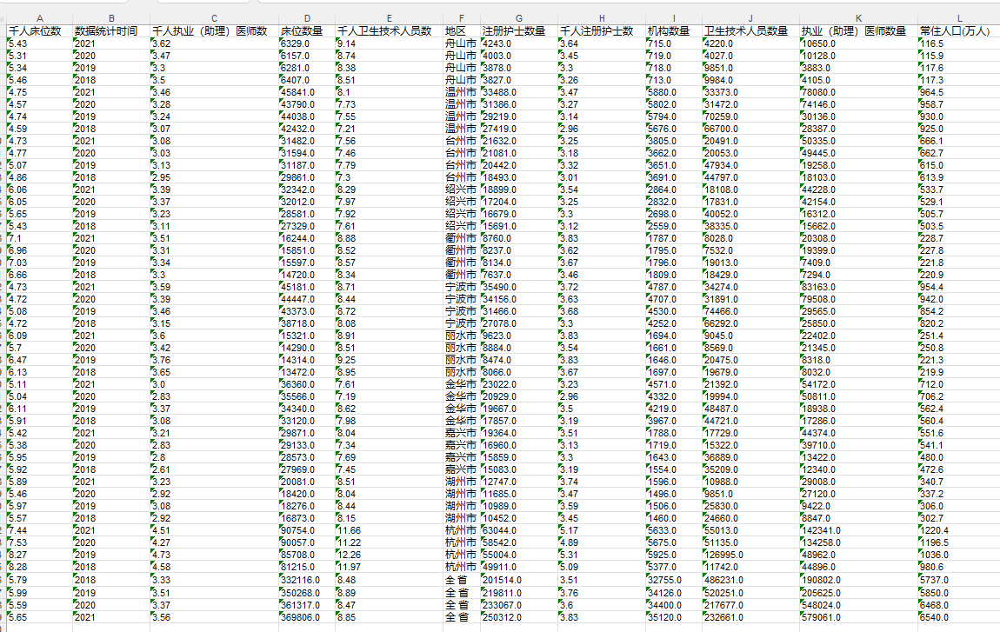 A B C D E F G H I J K L
千人床位数 数据统计时间 千人执业（助理）医师数 床位数量 千人卫生技术人员数 地区 注册护士数量 千人注册护士数 机构数量 卫生技术人员数量 执业（助理）医师数量 常住人口(万人)
5.43 2021 3.62 6329.0 9.14 舟山市 4243.0 3.64 715.0 4220.0 10650.0 116.5
5.31 2020 3.47 6157.0 8.74 舟山市 4003.0 3.45 719.0 4027.0 10128.0 115.9
5.34 2019 3.3 6281.0 8.38 舟山市 3878.0 3.3 718.0 9851.0 3883.0 117.6
5.46 2018 3.5 6407.0 8.51 舟山市 3827.0 3.26 713.0 9984.0 4105.0 117.3
4.75 2021 3.46 45841.0 8.1 温州市 33488.0 3.47 5880.0 33373.0 78080.0 964.5
4.57 2020 3.28 43790.0 7.73 温州市 31386.0 3.27 5802.0 31472.0 74146.0 958.7
4.74 2019 3.24 44038.0 7.55 温州市 29219.0 3.14 5794.0 70259.0 30136.0 930.0
4.59 2018 3.07 42432.0 7.21 温州市 27419.0 2.96 5676.0 66700.0 28387.0 925.0
4.73 2021 3.08 31482.0 7.56 台州市 21632.0 3.25 3805.0 20491.0 50335.0 666.1
4.77 2020 3.03 31594.0 7.46 台州市 21081.0 3.18 3662.0 20053.0 49445.0 662.7
5.07 2019 3.13 31187.0 7.79 台州市 20442.0 3.32 3651.0 47934.0 19258.0 615.0
4.86 2018 2.95 29861.0 7.3 台州市 18493.0 3.01 3691.0 44797.0 18103.0 613.9
6.06 2021 3.39 32342.0 8.29 绍兴市 18899.0 3.54 2864.0 18108.0 44228.0 533.7
6.05 2020 3.37 32012.0 7.97 绍兴市 17204.0 3.25 2832.0 17831.0 42154.0 529.1
5.65 2019 3.23 28581.0 7.92 绍兴市 16679.0 3.3 2698.0 40052.0 16312.0 505.7
5.43 2018 3.11 27329.0 7.61 绍兴市 15691.0 3.12 2559.0 38335.0 15662.0 503.5
7.1 2021 3.51 16244.0 8.88 衢州市 8760.0 3.83 1787.0 8028.0 20308.0 228.7
6.96 2020 3.31 15851.0 8.52 衢州市 8237.0 3.62 1795.0 7532.0 19399.0 227.8
7.03 2019 3.34 15597.0 8.57 衢州市 8134.0 3.67 1796.0 19013.0 7409.0 221.8
6.66 2018 3.3 14720.0 8.34 衢州市 7637.0 3.46 1809.0 18429.0 7294.0 220.9
4.73 2021 3.59 45181.0 8.71 宁波市 35490.0 3.72 4787.0 34274.0 83163.0 954.4
4.72 2020 3.39 44447.0 8.44 宁波市 34156.0 3.63 4707.0 31891.0 79508.0 942.0
5.08 2019 3.46 43373.0 8.72 宁波市 31466.0 3.68 4530.0 74466.0 29565.0 854.2
4.72 2018 3.15 38718.0 8.08 宁波市 27078.0 3.3 4252.0 66292.0 25850.0 820.2
6.09 2021 3.6 15321.0 8.91 丽水市 9623.0 3.83 1694.0 9045.0 22402.0 251.4
5.7 2020 3.42 14290.0 8.51 丽水市 8884.0 3.54 1661.0 8569.0 21345.0 250.8
6.47 2019 3.76 14314.0 9.25 丽水市 8474.0 3.83 1646.0 20475.0 8318.0 221.3
6.13 2018 3.65 13472.0 8.95 丽水市 8066.0 3.67 1697.0 19679.0 8032.0 219.9
5.11 2021 3.0 36360.0 7.61 金华市 23022.0 3.23 4571.0 21392.0 54172.0 712.0
5.04 2020 2.83 35566.0 7.19 金华市 20929.0 2.96 4332.0 19994.0 50811.0 706.2
6.11 2019 3.37 34340.0 8.62 金华市 19667.0 3.5 4219.0 48487.0 18938.0 562.4
5.91 2018 3.08 33120.0 7.98 金华市 17857.0 3.19 3967.0 44721.0 17286.0 560.4
5.42 2021 3.21 29871.0 8.04 嘉兴市 19364.0 3.51 1788.0 17729.0 44374.0 551.6
5.38 2020 2.83 29133.0 7.34 嘉兴市 16960.0 3.13 1719.0 15322.0 39710.0 541.1
5.95 2019 2.8 28573.0 7.69 嘉兴市 15859.0 3.3 1643.0 36889.0 13422.0 480.0
5.92 2018 2.61 27969.0 7.45 嘉兴市 15083.0 3.19 1554.0 35209.0 12340.0 472.6
5.89 2021 3.23 20081.0 8.51 湖州市 12747.0 3.74 1596.0 10988.0 29008.0 340.7
5.46 2020 2.92 18420.0 8.04 湖州市 11685.0 3.47 1496.0 9851.0 27120.0 337.2
5.97 2019 3.08 18276.0 8.44 湖州市 10989.0 3.59 1506.0 25830.0 9422.0 306.0
5.57 2018 2.92 16873.0 8.15 湖州市 10452.0 3.45 1460.0 24660.0 8847.0 302.7
7.44 2021 4.51 90754.0 11.66 杭州市 63044.0 5.17 5633.0 55013.0 142341.0 1220.4
7.53 2020 4.27 90057.0 11.22 杭州市 58542.0 4.89 5675.0 51135.0 134258.0 1196.5
8.27 2019 4.73 85708.0 12.26 杭州市 55004.0 5.31 5925.0 126995.0 48962.0 1036.0
8.28 2018 4.58 81215.0 11.97 杭州市 49911.0 5.09 5377.0 11742.0 44896.0 980.6
5.79 2018 3.33 332116.0 8.48 全 省 201514.0 3.51 32755.0 486231.0 190802.0 5737.0
5.99 2019 3.51 350268.0 8.89 全 省 219811.0 3.76 34126.0 520251.0 205625.0 5850.0
5.59 2020 3.37 361317.0 8.47 全 省 233067.0 3.6 34400.0 217677.0 548024.0 6468.0
5.65 2021 3.56 369806.0 8.85 全 省 250312.0 3.83 35120.0 232661.0 579061.0 6540.0